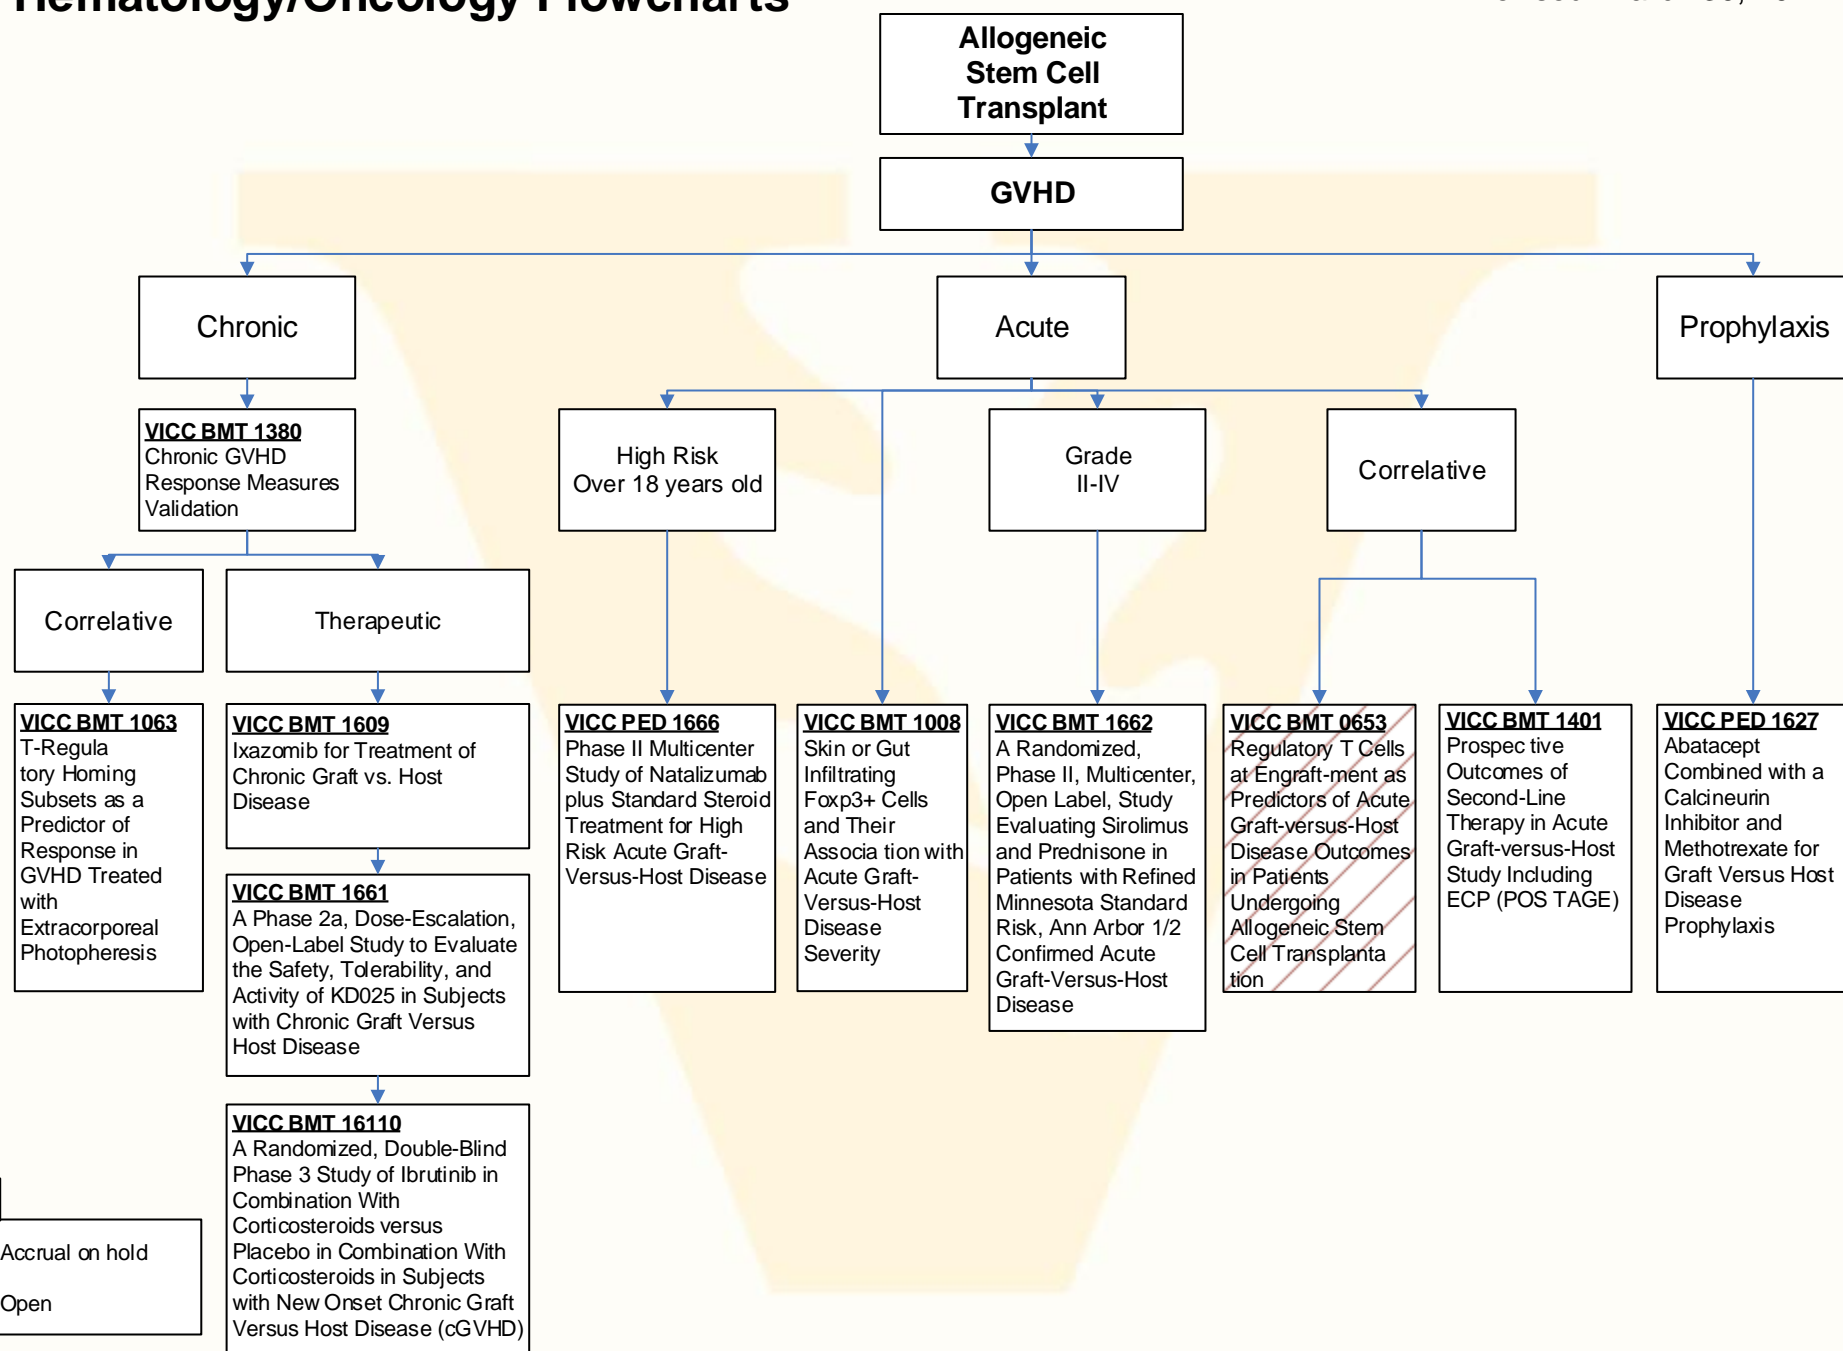 Hematology/Oncology Flowcharts
Allogeneic
Stem Cell
Transplant
GVHD
Chronic
Acute
Prophylaxis
VICC BMT 1380
Chronic GVHD
Response Measures
Validation
High Risk
Over 18 years old
Grade
II-IV
Correlative
Correlative
Therapeutic
VICC BMT 1063
T-Regula
tory Homing
Subsets as a
Predictor of
Response in
GVHD Treated
with
Extracorporeal
Photopheresis
VICC BMT 1609
Ixazomib for Treatment of
Chronic Graft vs. Host
Disease
VICC BMT 1661
A Phase 2a, Dose-Escalation,
Open-Label Study to Evaluate
the Safety, Tolerability, and
Activity of KD025 in Subjects
with Chronic Graft Versus
Host Disease
VICC BMT 16110
A Randomized, Double-Blind
Phase 3 Study of Ibrutinib in
Combination With
Corticosteroids versus
Placebo in Combination With
Corticosteroids in Subjects
with New Onset Chronic Graft
Versus Host Disease (cGVHD)
VICC PED 1666
Phase II Multicenter
Study of Natalizumab
plus Standard Steroid
Treatment for High
Risk Acute Graft-
Versus-Host Disease
VICC BMT 1008
Skin or Gut
Infiltrating
Foxp3+ Cells
and Their
Associa tion with
Acute Graft-
Versus-Host
Disease
Severity
VICC BMT 1662
A Randomized,
Phase II, Multicenter,
Open Label, Study
Evaluating Sirolimus
and Prednisone in
Patients with Refined
Minnesota Standard
Risk, Ann Arbor 1/2
Confirmed Acute
Graft-Versus-Host
Disease
VICC BMT 0653
Regulatory T Cells
at Engraft-ment as
Predictors of Acute
Graft-versus-Host
Disease Outcomes
in Patients
Undergoing
Allogeneic Stem
Cell Transplanta
tion
VICC BMT 1401
Prospec tive
Outcomes of
Second-Line
Therapy in Acute
Graft-versus-Host
Study Including
ECP (POS TAGE)
VICC PED 1627
Abatacept
Combined with a
Calcineurin
Inhibitor and
Methotrexate for
Graft Versus Host
Disease
Prophylaxis
Accrual on hold
Open